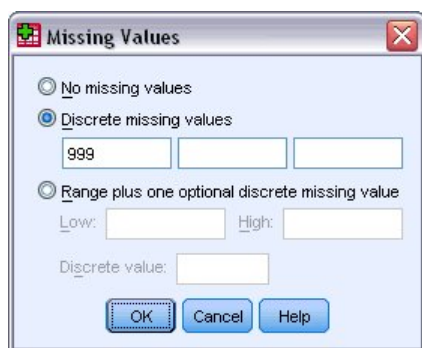 Missing Values
No missing values
Discrete missing values
999
Range plus one optional discrete missing value
Low: High:
Discrete value:
OK Cancel Help